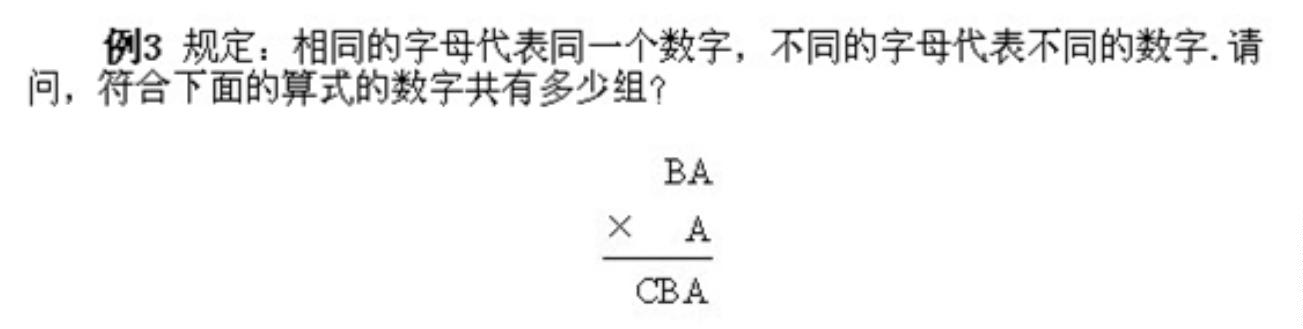 例3 规定：相同的字母代表同一个数字，不同的字母代表不同的数字.请
问，符合下面的算式的数字共有多少组？
BA
× A
CBA